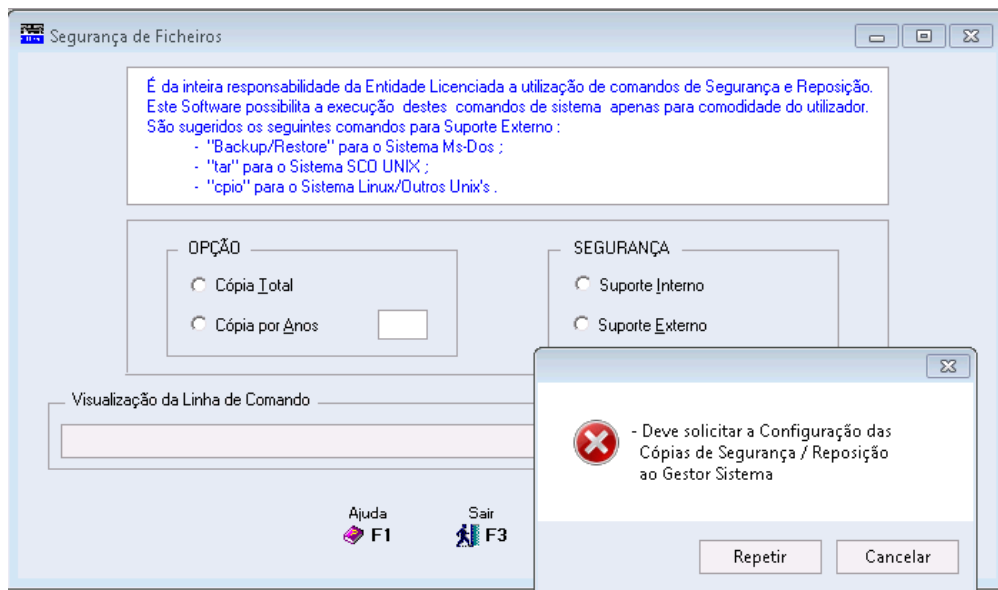 Segurança de Ficheiros
É da inteira responsabilidade da Entidade Licenciada a utilização de comandos de Segurança e Reposição.
Este Software possibilita a execução destes comandos de sistema apenas para comodidade do utilizador.
São sugeridos os seguintes comandos para Suporte Externo :
- "Backup/Restore" para o Sistema Ms-Dos ;
- "tar" para o Sistema SCO UNIX ;
- "cpio" para o Sistema Linux/Outros Unix's .
OPÇÃO
Cópia Total
Cópia por Anos
SEGURANÇA
Suporte Interno
Suporte Externo
Visualização da Linha de Comando
Ajuda
F1
Sair
F3
- Deve solicitar a Configuração das
Cópias de Segurança / Reposição
ao Gestor Sistema
Repetir
Cancelar